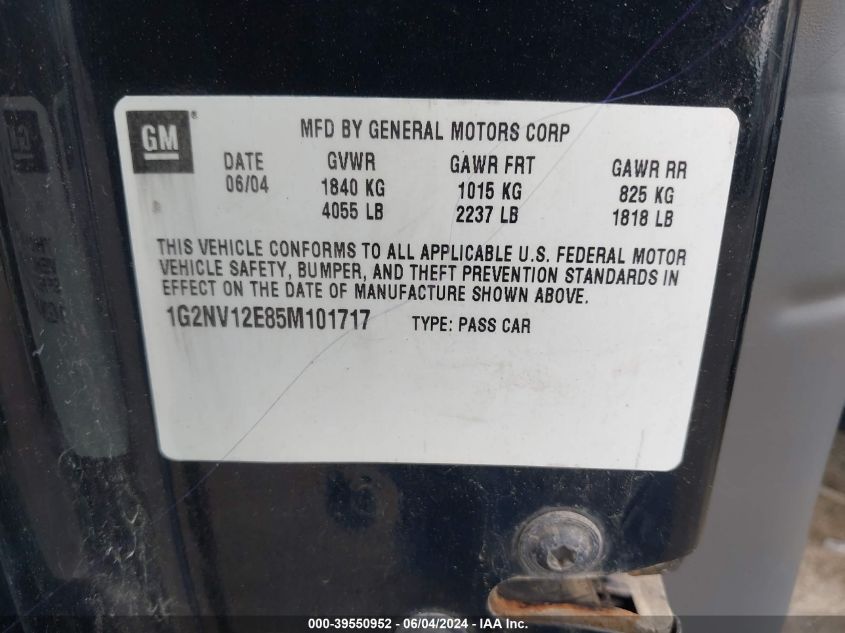 GM®
MFD BY GENERAL MOTORS CORP
DATE GVWR GAWR FRT GAWR RR
06/04 1840 KG 1015 KG 825 KG
4055 LB 2237 LB 1818 LB
THIS VEHICLE CONFORMS TO ALL APPLICABLE U.S. FEDERAL MOTOR
VEHICLE SAFETY, BUMPER, AND THEFT PREVENTION STANDARDS IN
EFFECT ON THE DATE OF MANUFACTURE SHOWN ABOVE.
1G2NV12E85M101717 TYPE: PASS CAR
000-39550952 - 06/04/2024 - IAA Inc.